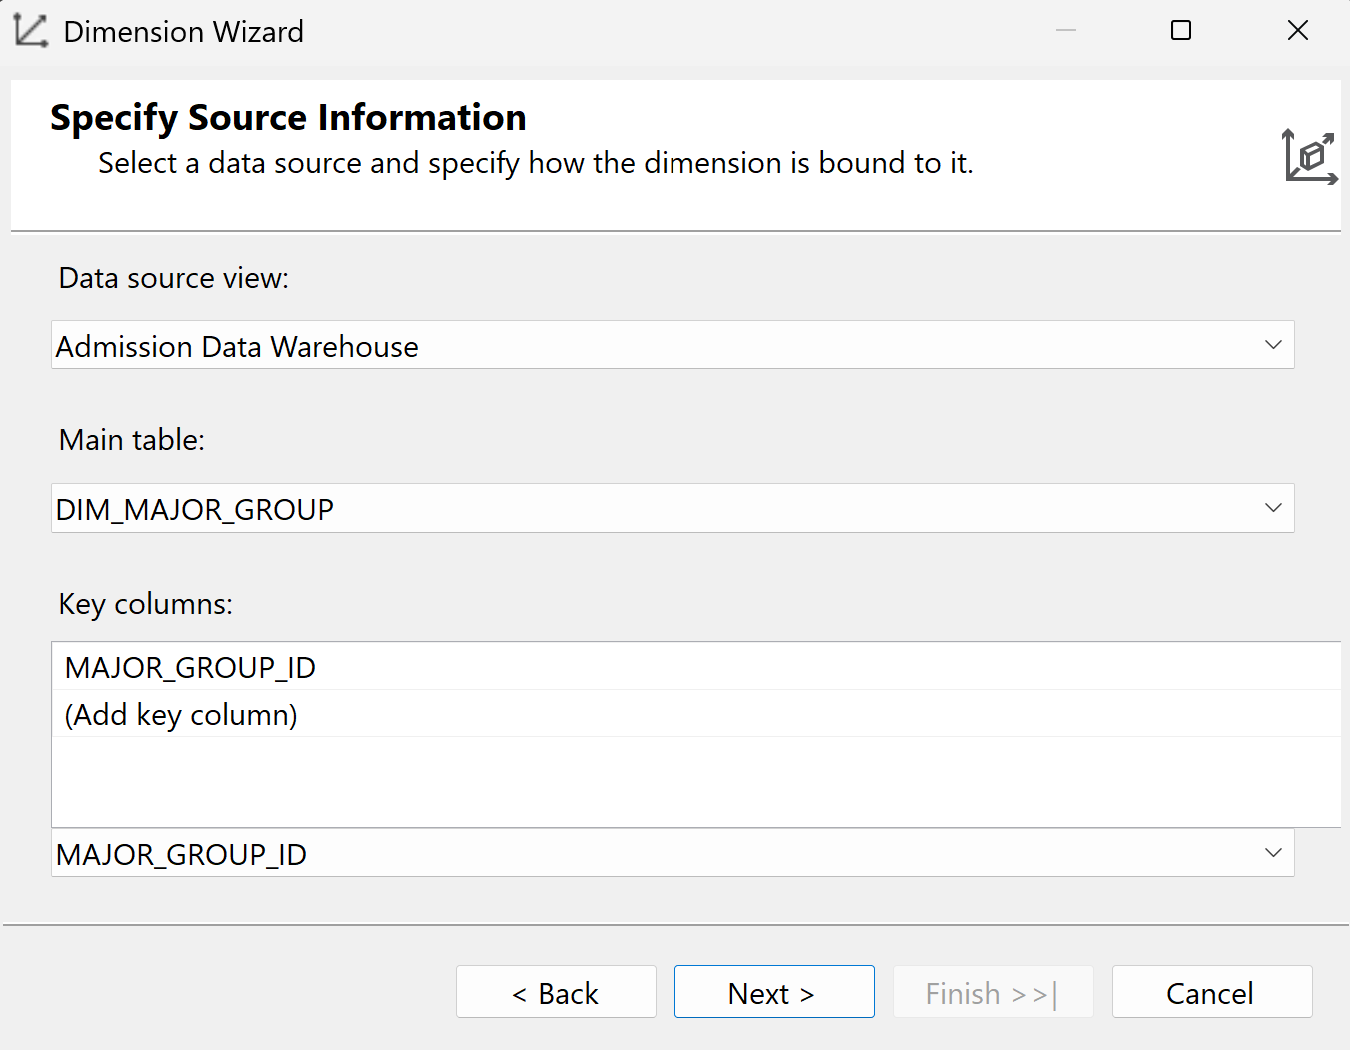 Dimension Wizard
Specify Source Information
Select a data source and specify how the dimension is bound to it.
Data source view:
Admission Data Warehouse
Main table:
DIM_MAJOR_GROUP
Key columns:
MAJOR_GROUP_ID
(Add key column)
MAJOR_GROUP_ID
< Back
Next >
Finish >>|
Cancel